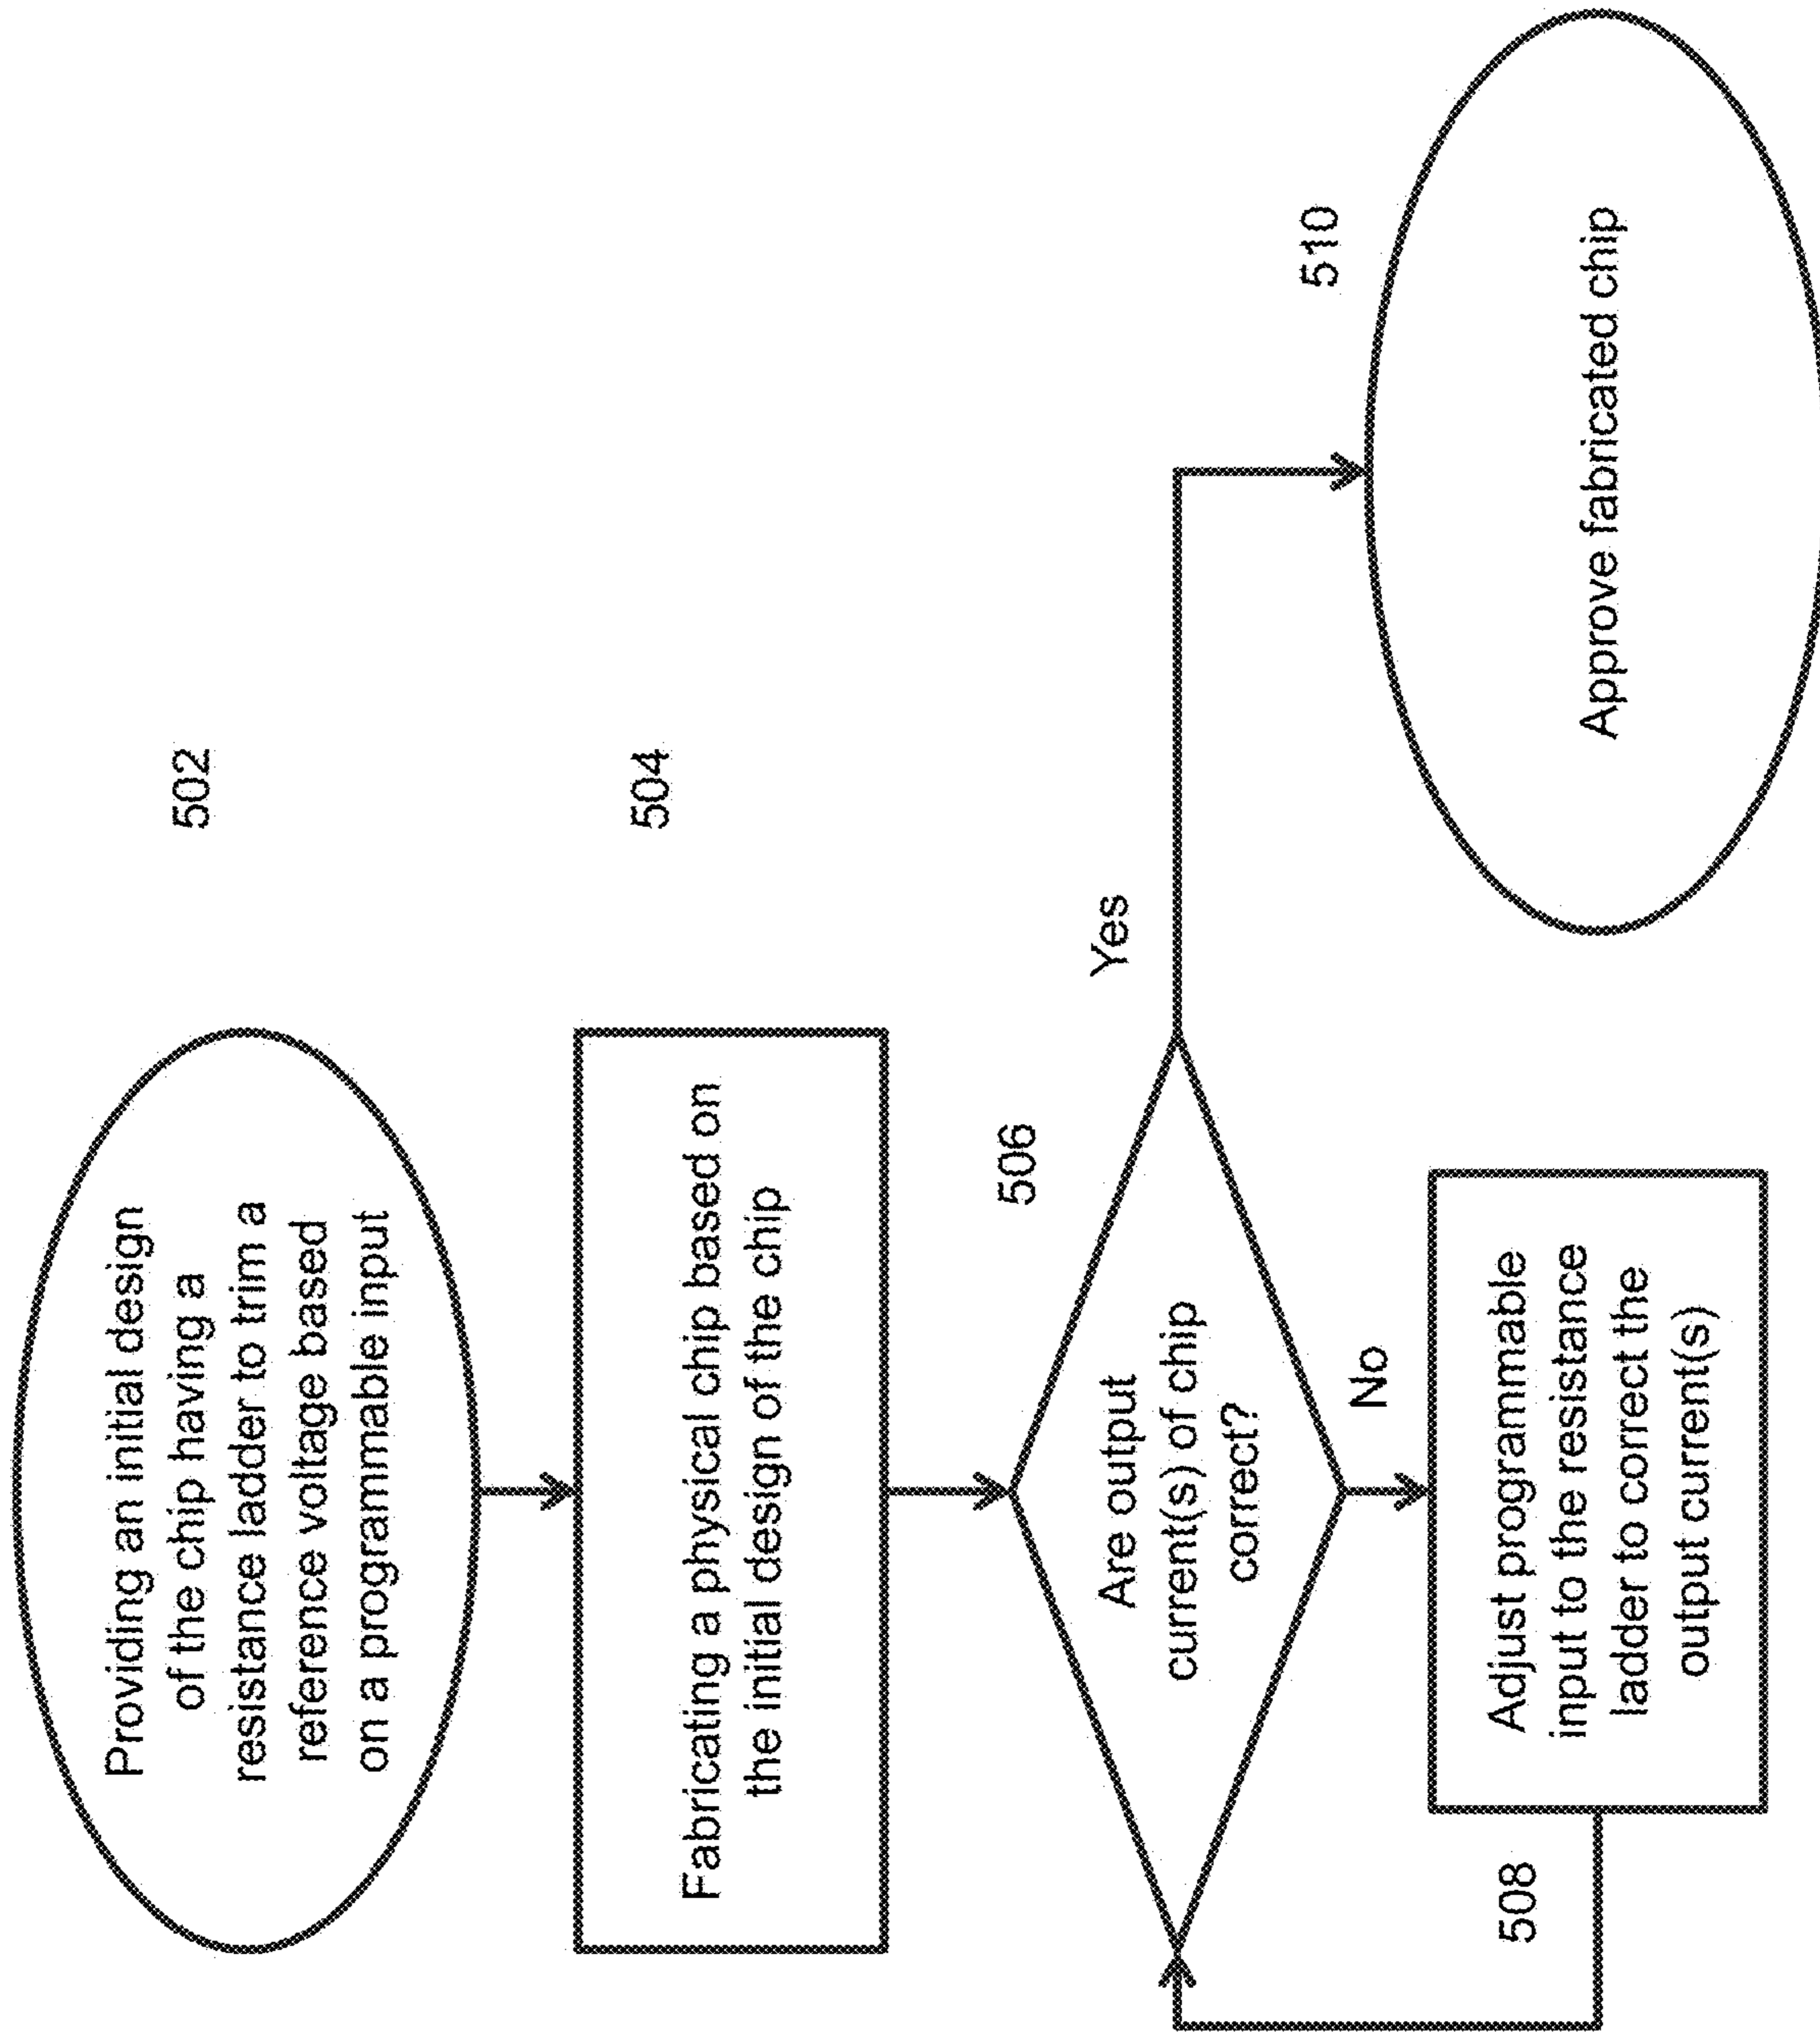 Providing an initial design
of the chip having a
resistance ladder to trim a
reference voltage based
on a programmable input
502
Fabricating a physical chip based on
the initial design of the chip
504
506
Are output
current(s) of chip
correct?
Yes
No
Adjust programmable
input to the resistance
ladder to correct the
output current(s)
508
510
Approve fabricated chip